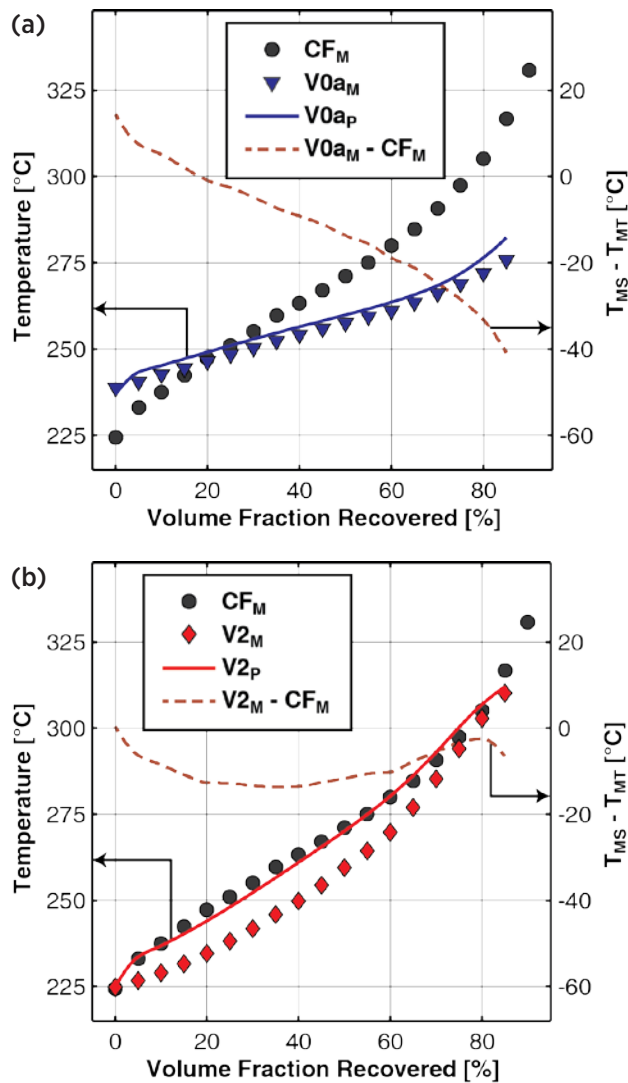 (a)
CF_M
V0a_M
V0a_P
V0a_M - CF_M
Temperature [°C]
325
300
275
250
225
20
0
-20
-40
-60
T_MS - T_MT [°C]
0
20
40
60
80
Volume Fraction Recovered [%]
(b)
CF_M
V2_M
V2_P
V2_M - CF_M
Temperature [°C]
325
300
275
250
225
20
0
-20
-40
-60
T_MS - T_MT [°C]
0
20
40
60
80
Volume Fraction Recovered [%]